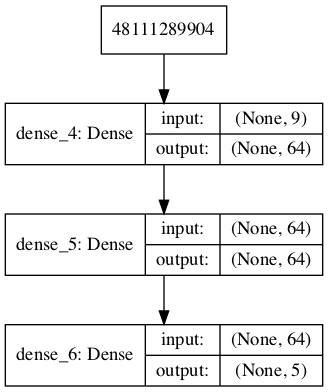 48111289904
dense_4: Dense
input:
(None, 9)
output:
(None, 64)
dense_5: Dense
input:
(None, 64)
output:
(None, 64)
dense_6: Dense
input:
(None, 64)
output:
(None, 5)